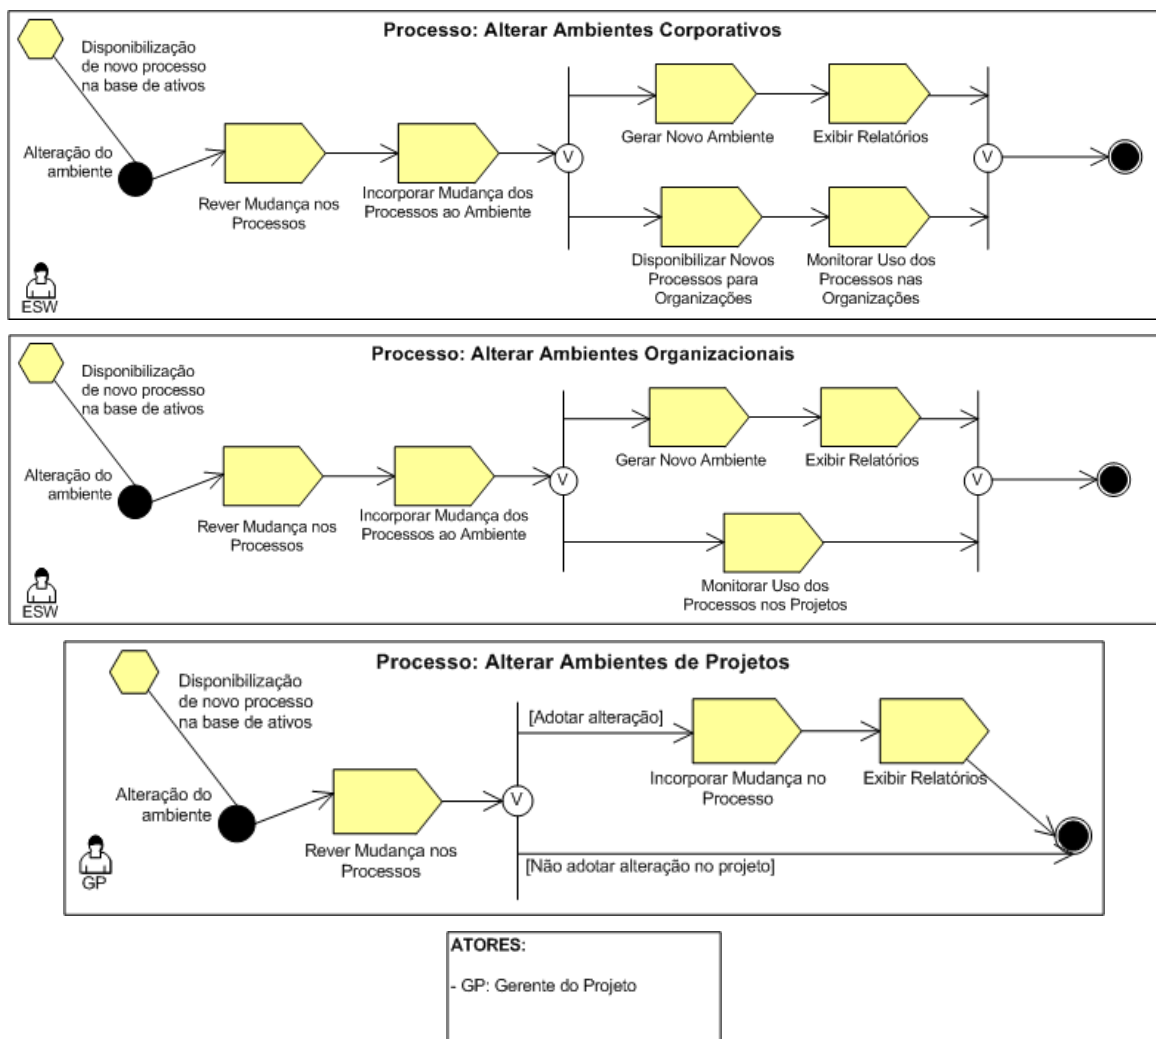 Processo: Alterar Ambientes Corporativos
Disponibilização
de novo processo
na base de ativos
Alteração do
ambiente
Rever Mudança nos
Processos
Incorporar Mudança dos
Processos ao Ambiente
V
Gerar Novo Ambiente
Exibir Relatórios
Disponibilizar Novos
Processos para
Organizações
Monitorar Uso dos
Processos nas
Organizações
V
ESW
Processo: Alterar Ambientes Organizacionais
Disponibilização
de novo processo
na base de ativos
Alteração do
ambiente
Rever Mudança nos
Processos
Incorporar Mudança dos
Processos ao Ambiente
V
Gerar Novo Ambiente
Exibir Relatórios
Monitorar Uso dos
Processos nos Projetos
V
ESW
Processo: Alterar Ambientes de Projetos
Disponibilização
de novo processo
na base de ativos
Alteração do
ambiente
Rever Mudança nos
Processos
V
[Adotar alteração]
Incorporar Mudança no
Processo
Exibir Relatórios
[Não adotar alteração no projeto]
GP
ATORES:
- GP: Gerente do Projeto